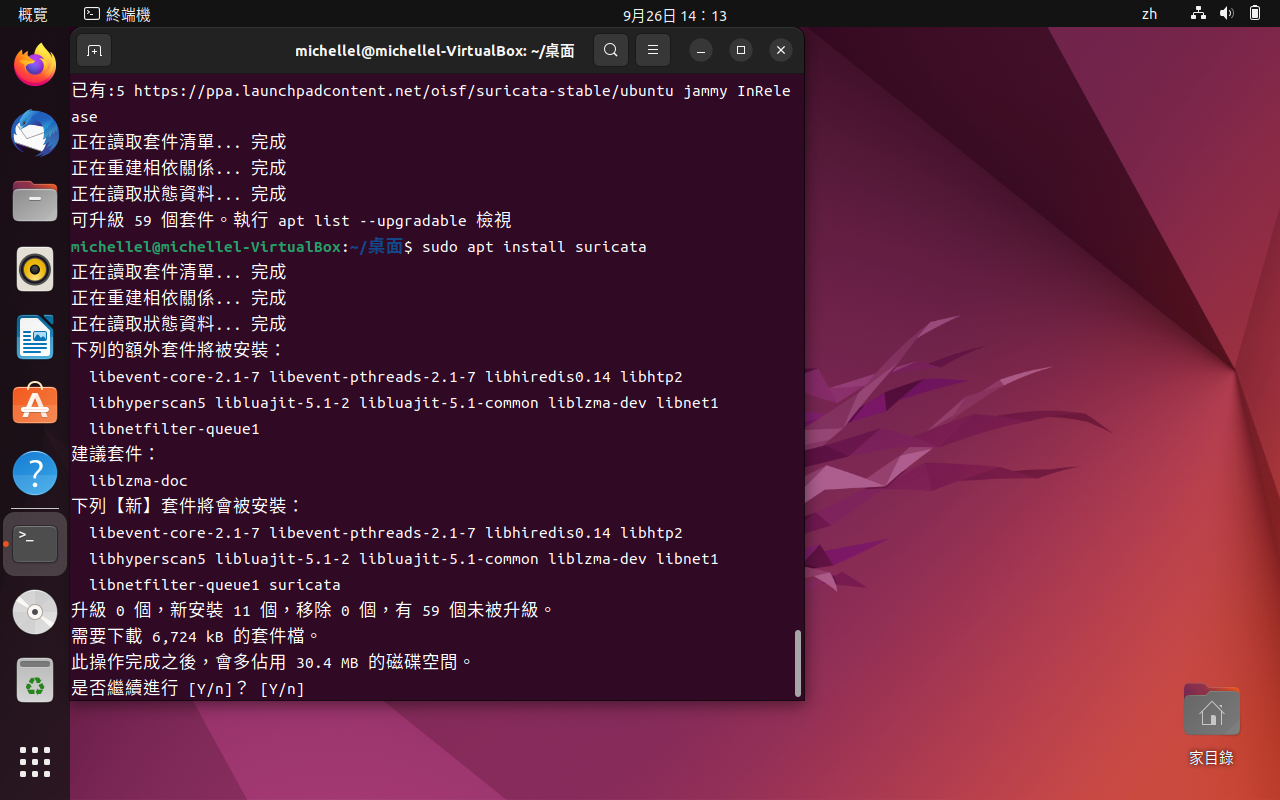 概覽
終端機
9月26日 14：13
zh
michellel@michellel-VirtualBox: ~/桌面
已有:5 https://ppa.launchpadcontent.net/oisf/suricata-stable/ubuntu jammy InRele
ase
正在讀取套件清單... 完成
正在重建相依關係... 完成
正在讀取狀態資料... 完成
可升級 59 個套件。執行 apt list --upgradable 檢視
michellel@michellel-VirtualBox:~/桌面$ sudo apt install suricata
正在讀取套件清單... 完成
正在重建相依關係... 完成
正在讀取狀態資料... 完成
下列的額外套件將被安裝：
  libevent-core-2.1-7 libevent-pthreads-2.1-7 libhiredis0.14 libhtp2
  libhyperscan5 libluajit-5.1-2 libluajit-5.1-common liblzma-dev libnet1
  libnetfilter-queue1
建議套件：
  liblzma-doc
下列【新】套件將會被安裝：
  libevent-core-2.1-7 libevent-pthreads-2.1-7 libhiredis0.14 libhtp2
  libhyperscan5 libluajit-5.1-2 libluajit-5.1-common liblzma-dev libnet1
  libnetfilter-queue1 suricata
升級 0 個，新安裝 11 個，移除 0 個，有 59 個未被升級。
需要下載 6,724 kB 的套件檔。
此操作完成之後，會多佔用 30.4 MB 的磁碟空間。
是否繼續進行 [Y/n]？ [Y/n]
家目錄